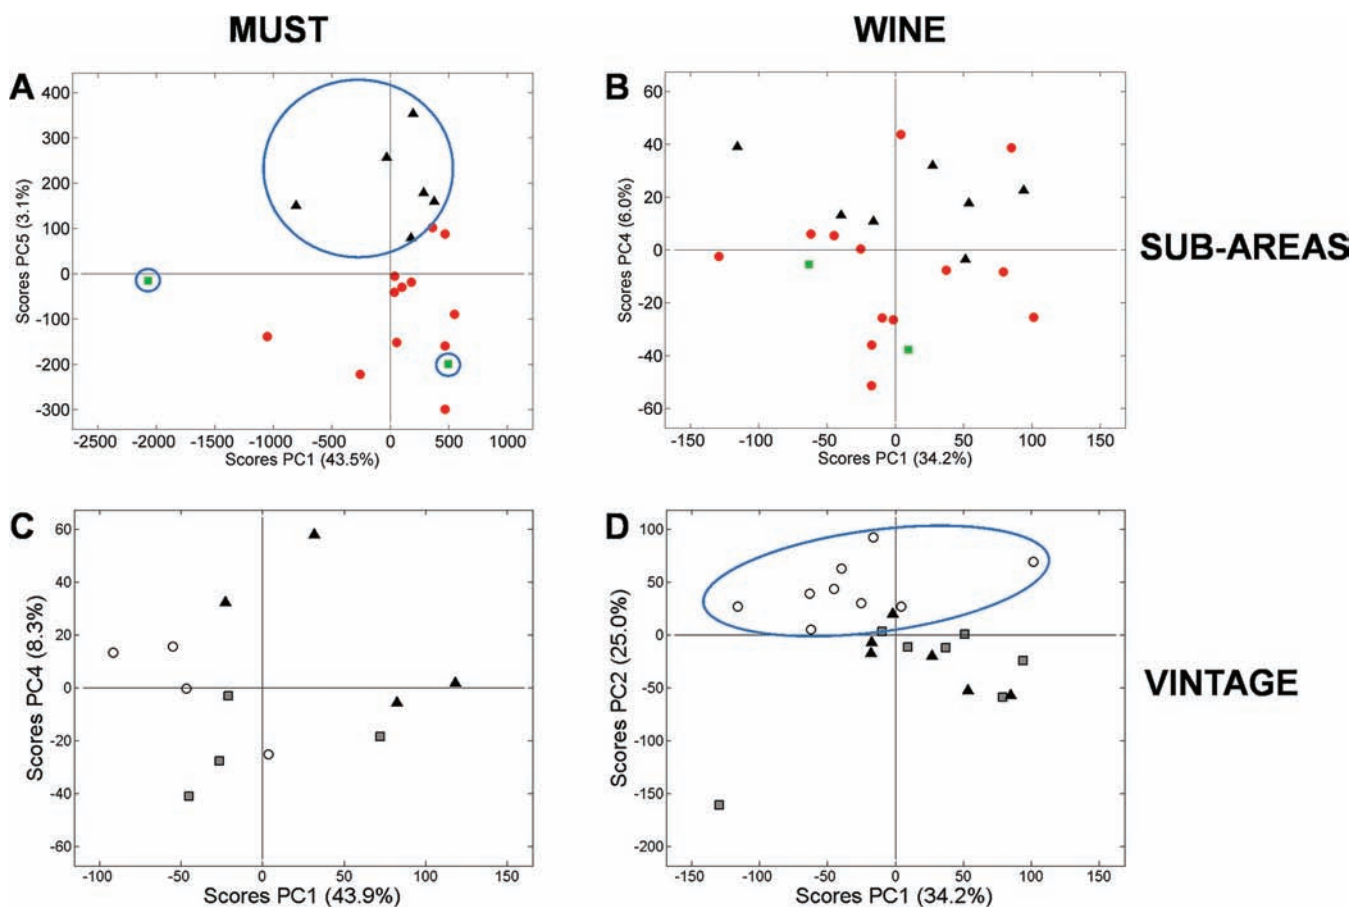 MUST
WINE
A
400
300
200
100
0
-100
-200
-300
Scores PC5 (3.1%)
-2500 -2000 -1500 -1000 -500 0 500 1000
Scores PC1 (43.5%)
B
60
40
20
0
-20
-40
-60
Scores PC4 (6.0%)
-150 -100 -50 0 50 100 150
Scores PC1 (34.2%)
SUB-AREAS
C
60
40
20
0
-20
-40
-60
Scores PC4 (8.3%)
-100 -50 0 50 100 150
Scores PC1 (43.9%)
D
100
50
0
-50
-100
-150
-200
Scores PC2 (25.0%)
-150 -100 -50 0 50 100 150
Scores PC1 (34.2%)
VINTAGE